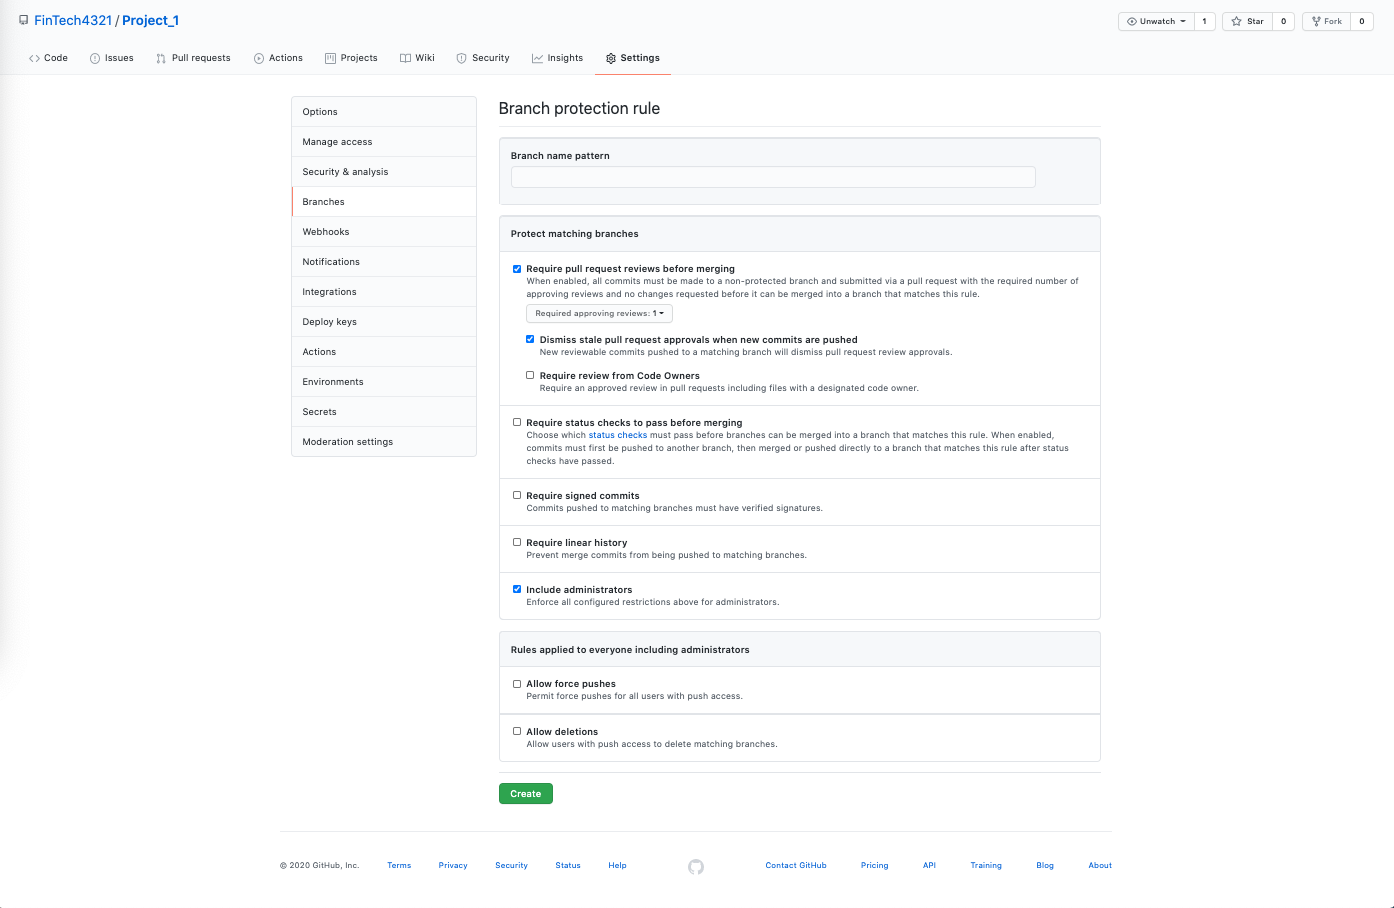 FinTech4321 / Project_1
Unwatch 1 Star 0 Fork 0
Code Issues Pull requests Actions Projects Wiki Security Insights Settings
Options
Manage access
Security & analysis
Branches
Webhooks
Notifications
Integrations
Deploy keys
Actions
Environments
Secrets
Moderation settings
Branch protection rule
Branch name pattern
Protect matching branches
Require pull request reviews before merging
When enabled, all commits must be made to a non-protected branch and submitted via a pull request with the required number of
approving reviews and no changes requested before it can be merged into a branch that matches this rule.
Required approving reviews: 1
Dismiss stale pull request approvals when new commits are pushed
New reviewable commits pushed to a matching branch will dismiss pull request review approvals.
Require review from Code Owners
Require an approved review in pull requests including files with a designated code owner.
Require status checks to pass before merging
Choose which status checks must pass before branches can be merged into a branch that matches this rule. When enabled,
commits must first be pushed to another branch, then merged or pushed directly to a branch that matches this rule after status
checks have passed.
Require signed commits
Commits pushed to matching branches must have verified signatures.
Require linear history
Prevent merge commits from being pushed to matching branches.
Include administrators
Enforce all configured restrictions above for administrators.
Rules applied to everyone including administrators
Allow force pushes
Permit force pushes for all users with push access.
Allow deletions
Allow users with push access to delete matching branches.
Create
© 2020 GitHub, Inc. Terms Privacy Security Status Help Contact GitHub Pricing API Training Blog About